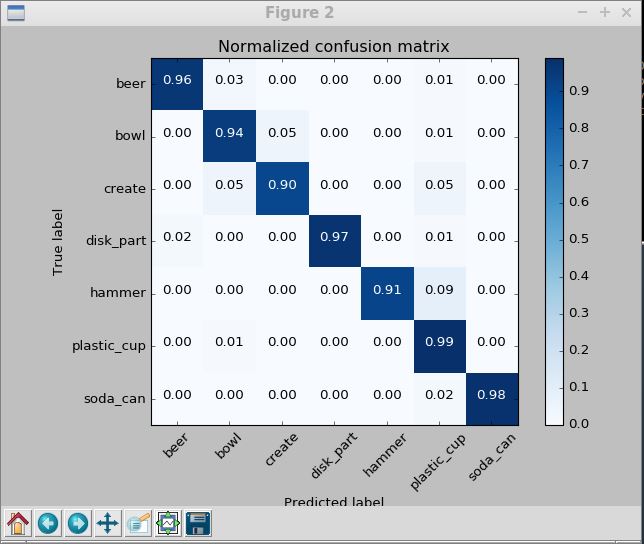 Figure 2
Normalized confusion matrix
beer 0.96 0.03 0.00 0.00 0.00 0.01 0.00
bowl 0.00 0.94 0.05 0.00 0.00 0.01 0.00
create 0.00 0.05 0.90 0.00 0.00 0.05 0.00
disk_part 0.02 0.00 0.00 0.97 0.00 0.01 0.00
hammer 0.00 0.00 0.00 0.00 0.91 0.09 0.00
plastic_cup 0.00 0.01 0.00 0.00 0.00 0.99 0.00
soda_can 0.00 0.00 0.00 0.00 0.00 0.02 0.98
True label
beer bowl create disk_part hammer plastic_cup soda_can
Predicted label
0.9
0.8
0.7
0.6
0.5
0.4
0.3
0.2
0.1
0.0